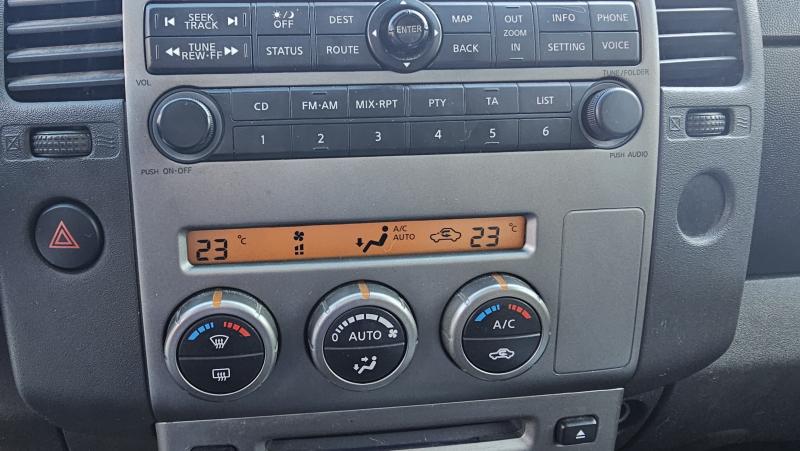 SEEK TRACK
OFF
DEST
ENTER
MAP
OUT
ZOOM
IN
INFO
PHONE
TUNE
REW·FF
STATUS
ROUTE
BACK
SETTING
VOICE
VOL
TUNE/FOLDER
CD
FM·AM
MIX·RPT
PTY
TA
LIST
1
2
3
4
5
6
PUSH ON·OFF
PUSH AUDIO
23 °C
A/C
AUTO
23 °C
0 AUTO
A/C